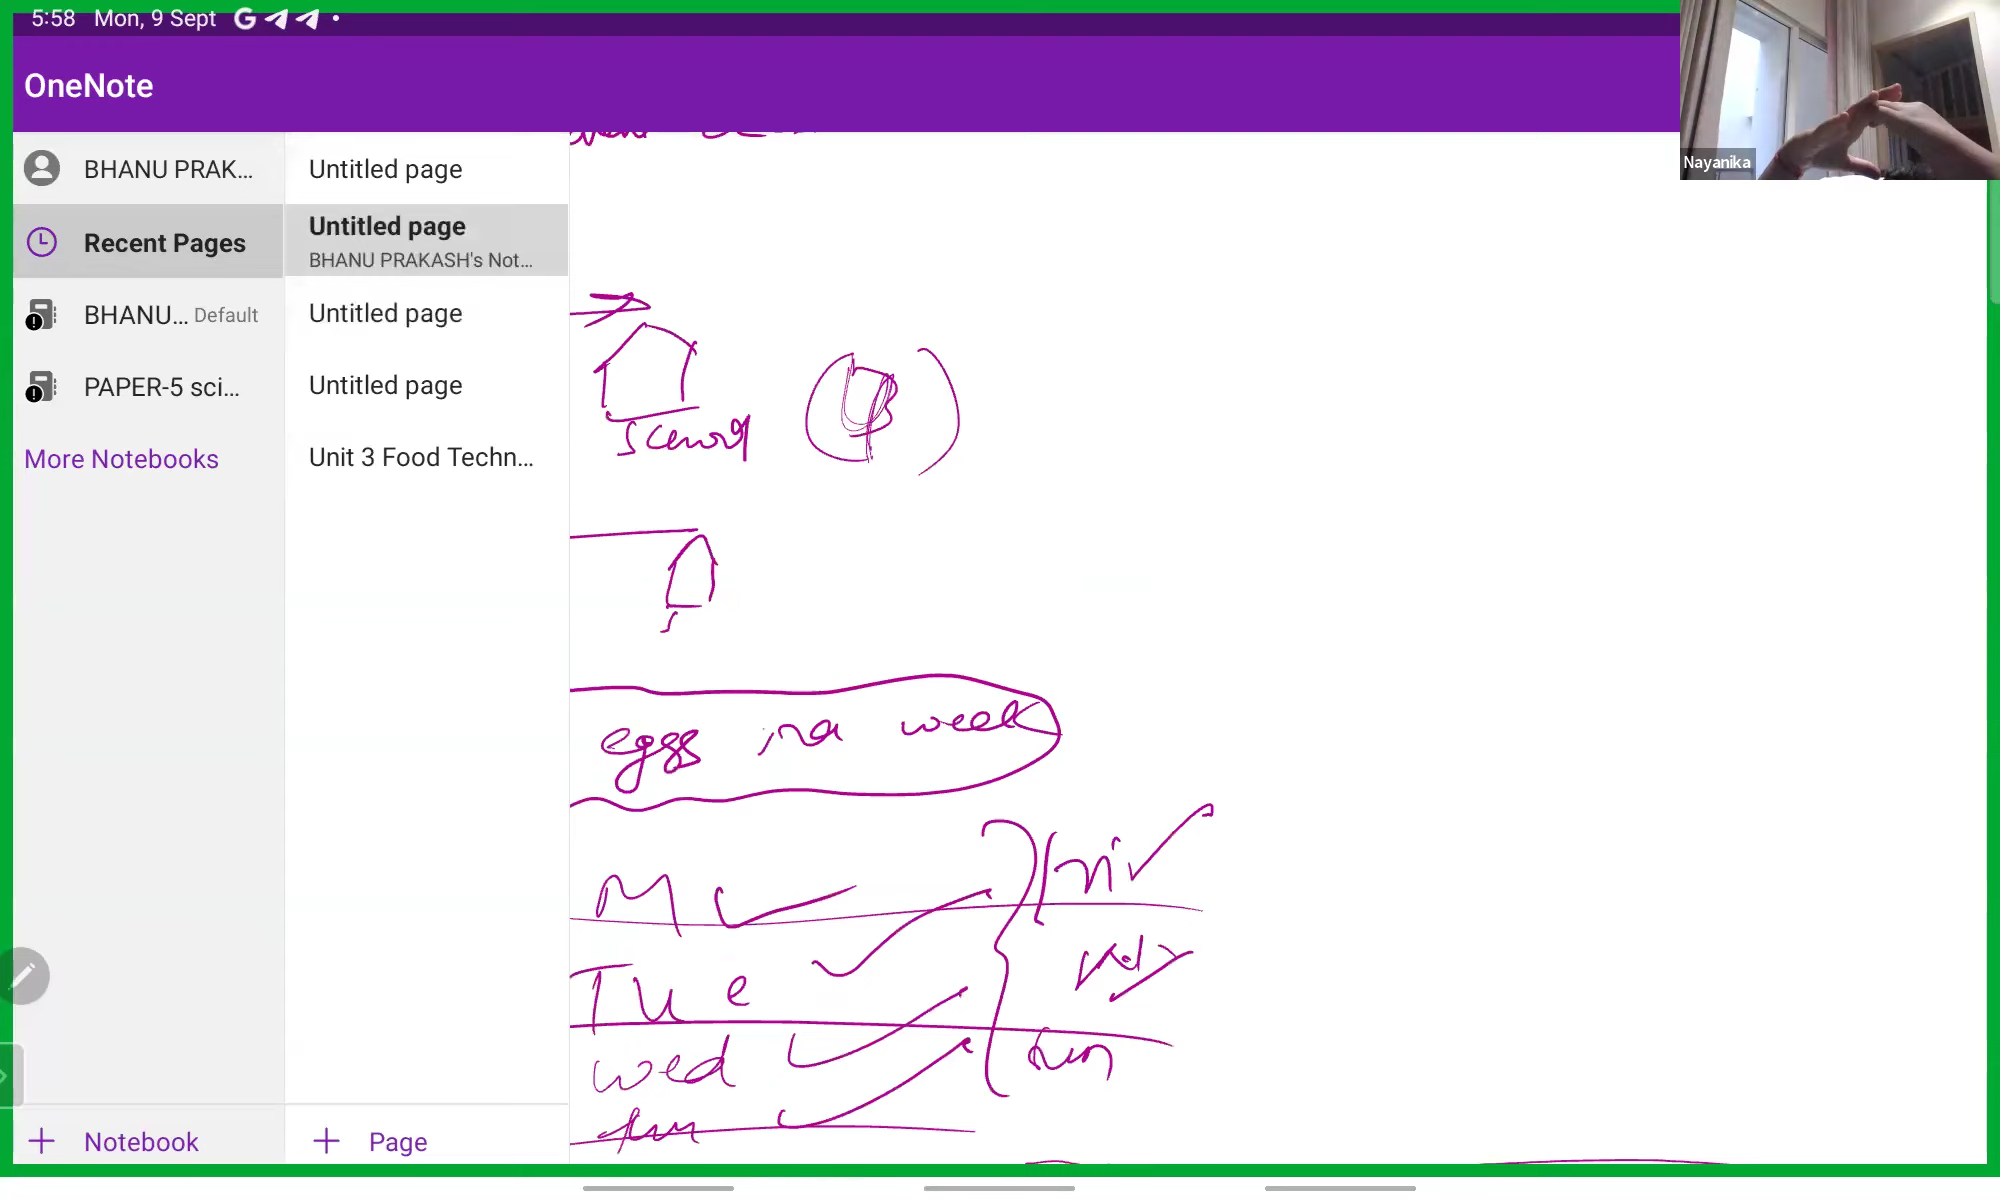 5:58 Mon, 9 Sept
OneNote
Nayanika
BHANU PRAK...
Recent Pages
BHANU... Default
PAPER-5 sci...
More Notebooks
Untitled page
Untitled page
BHANU PRAKASH's Not...
Untitled page
Untitled page
Unit 3 Food Techn...
eggs in a week
M
Tue
wed
+ Notebook
+ Page